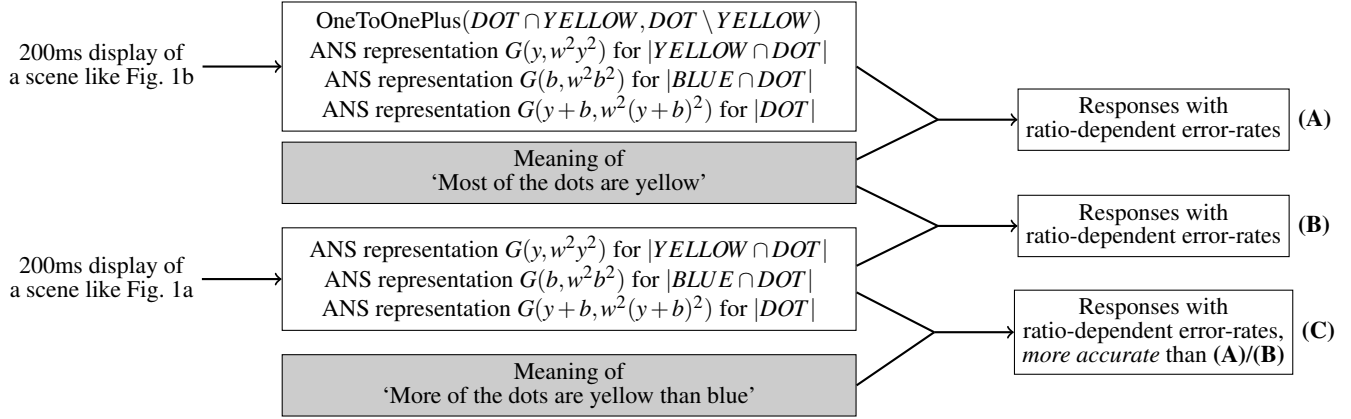 200ms display of
a scene like Fig. 1b
OneToOnePlus(DOT ∩ YELLOW, DOT \ YELLOW)
ANS representation G(y, w²y²) for |YELLOW ∩ DOT|
ANS representation G(b, w²b²) for |BLUE ∩ DOT|
ANS representation G(y + b, w²(y + b)²) for |DOT|
Meaning of
‘Most of the dots are yellow’
Responses with
ratio-dependent error-rates
(A)
Responses with
ratio-dependent error-rates
(B)
200ms display of
a scene like Fig. 1a
ANS representation G(y, w²y²) for |YELLOW ∩ DOT|
ANS representation G(b, w²b²) for |BLUE ∩ DOT|
ANS representation G(y + b, w²(y + b)²) for |DOT|
Meaning of
‘More of the dots are yellow than blue’
Responses with
ratio-dependent error-rates,
more accurate than (A)/(B)
(C)